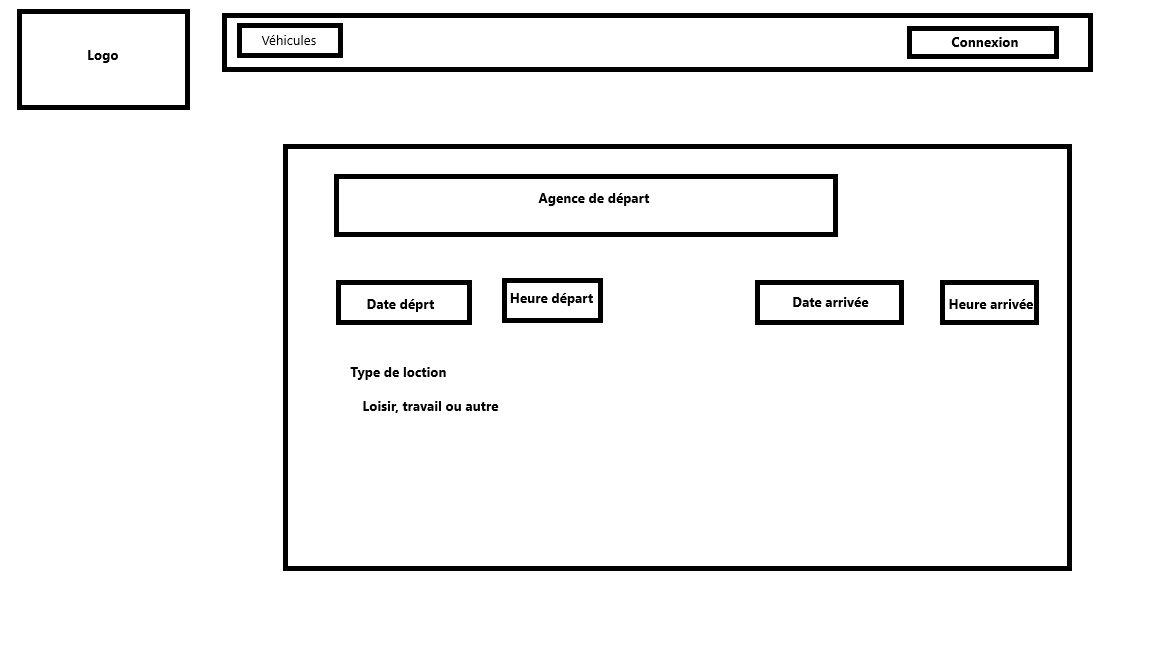 Logo
Véhicules
Connexion
Agence de départ
Date déprt
Heure départ
Date arrivée
Heure arrivée
Type de loction
Loisir, travail ou autre